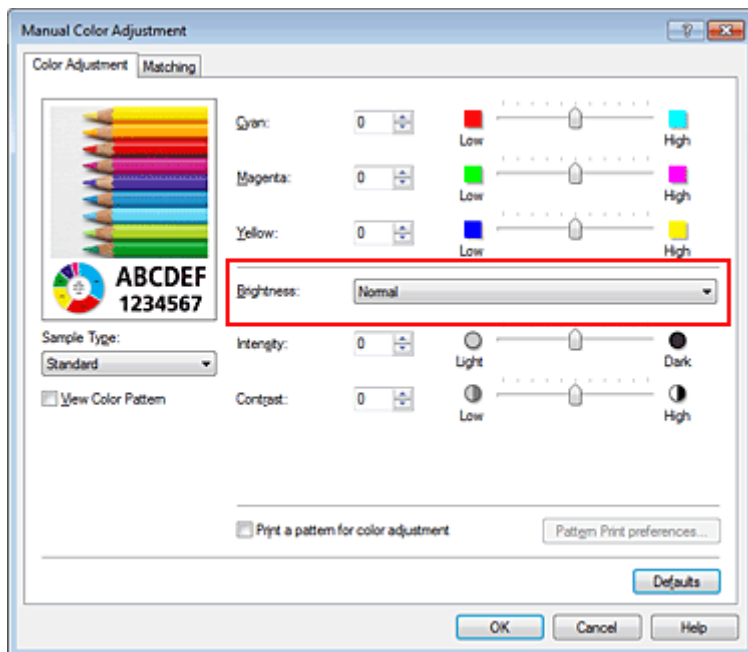 Manual Color Adjustment
Color Adjustment Matching
Cyan: 0 Low High
Magenta: 0 Low High
Yellow: 0 Low High
ABCDEF
1234567
Brightness: Normal
Sample Type:
Standard
Intensity: 0 Light Dark
View Color Pattern
Contrast: 0 Low High
Print a pattern for color adjustment Pattern Print preferences...
Defaults
OK Cancel Help